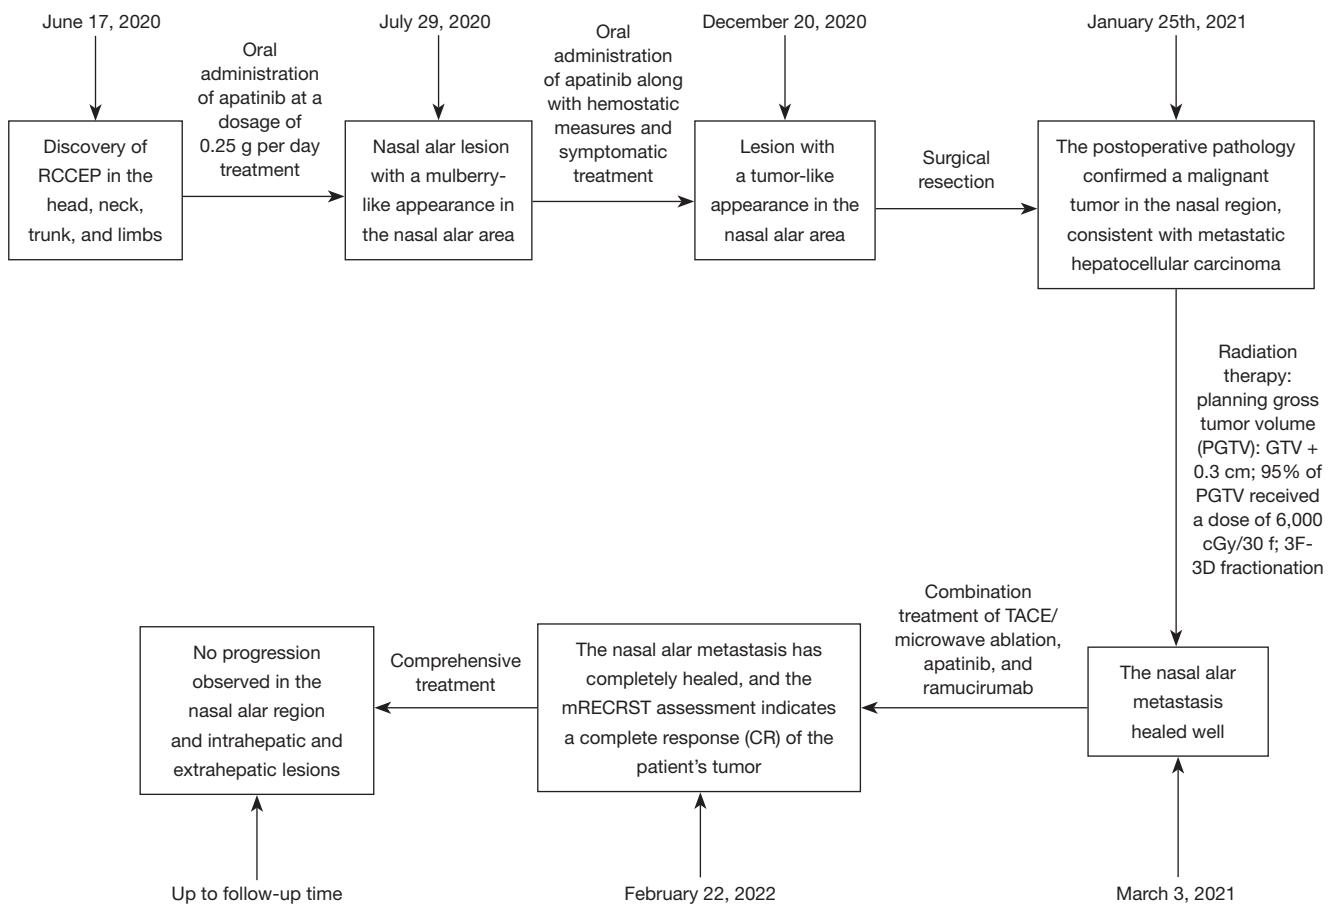 June 17, 2020
Discovery of
RCCEP in the
head, neck,
trunk, and limbs
Oral
administration
of apatinib at a
dosage of
0.25 g per day
treatment
July 29, 2020
Nasal alar lesion
with a mulberry-
like appearance in
the nasal alar area
Oral
administration
of apatinib along
with hemostatic
measures and
symptomatic
treatment
December 20, 2020
Lesion with
a tumor-like
appearance in the
nasal alar area
Surgical
resection
January 25th, 2021
The postoperative pathology
confirmed a malignant
tumor in the nasal region,
consistent with metastatic
hepatocellular carcinoma
Radiation
therapy:
planning gross
tumor volume
(PGTV): GTV +
0.3 cm; 95% of
PGTV received
a dose of 6,000
cGy/30 f; 3F-
3D fractionation
The nasal alar
metastasis
healed well
March 3, 2021
Combination
treatment of TACE/
microwave ablation,
apatinib, and
ramucirumab
The nasal alar metastasis has
completely healed, and the
mRECRST assessment indicates
a complete response (CR) of the
patient's tumor
February 22, 2022
Comprehensive
treatment
No progression
observed in the
nasal alar region
and intrahepatic and
extrahepatic lesions
Up to follow-up time